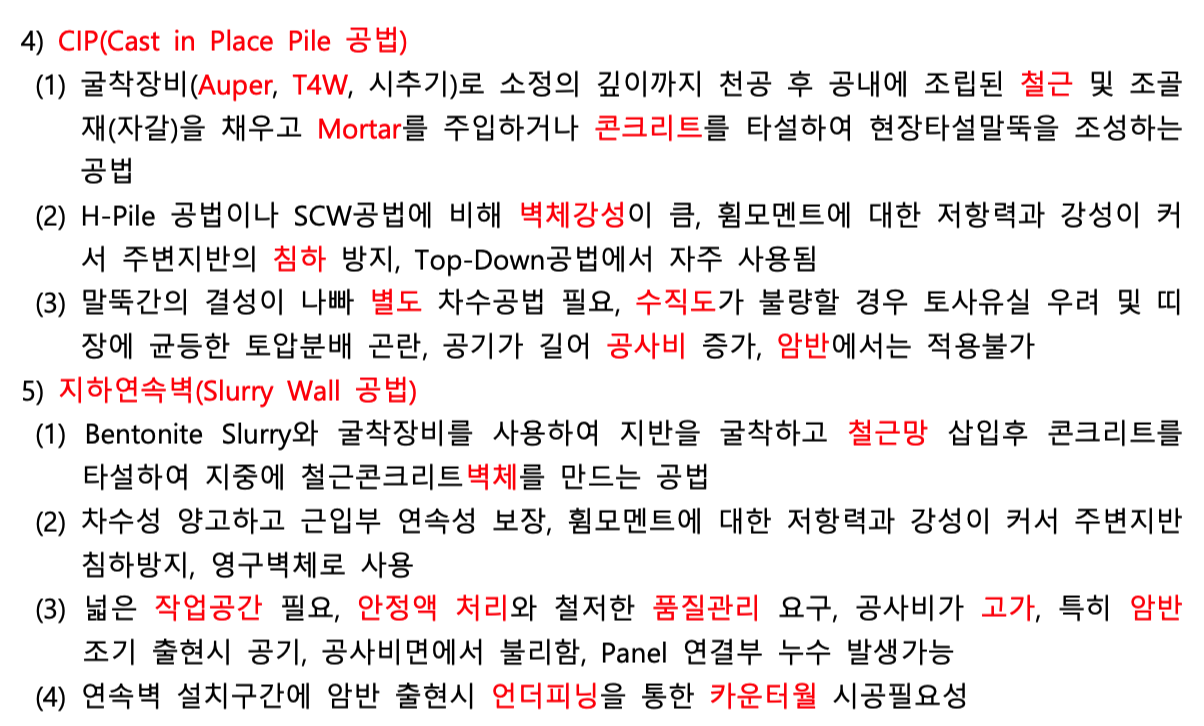 4) CIP(Cast in Place Pile 공법)
(1) 굴착장비(Auper, T4W, 시추기)로 소정의 깊이까지 천공 후 공내에 조립된 철근 및 조골
재(자갈)을 채우고 Mortar를 주입하거나 콘크리트를 타설하여 현장타설말뚝을 조성하는
공법
(2) H-Pile 공법이나 SCW공법에 비해 벽체강성이 큼, 휨모멘트에 대한 저항력과 강성이 커
서 주변지반의 침하 방지, Top-Down공법에서 자주 사용됨
(3) 말뚝간의 결성이 나빠 별도 차수공법 필요, 수직도가 불량할 경우 토사유실 우려 및 띠
장에 균등한 토압분배 곤란, 공기가 길어 공사비 증가, 암반에서는 적용불가
5) 지하연속벽(Slurry Wall 공법)
(1) Bentonite Slurry와 굴착장비를 사용하여 지반을 굴착하고 철근망 삽입후 콘크리트를
타설하여 지중에 철근콘크리트벽체를 만드는 공법
(2) 차수성 양고하고 근입부 연속성 보장, 휨모멘트에 대한 저항력과 강성이 커서 주변지반
침하방지, 영구벽체로 사용
(3) 넓은 작업공간 필요, 안정액 처리와 철저한 품질관리 요구, 공사비가 고가, 특히 암반
조기 출현시 공기, 공사비면에서 불리함, Panel 연결부 누수 발생가능
(4) 연속벽 설치구간에 암반 출현시 언더피닝을 통한 카운터월 시공필요성